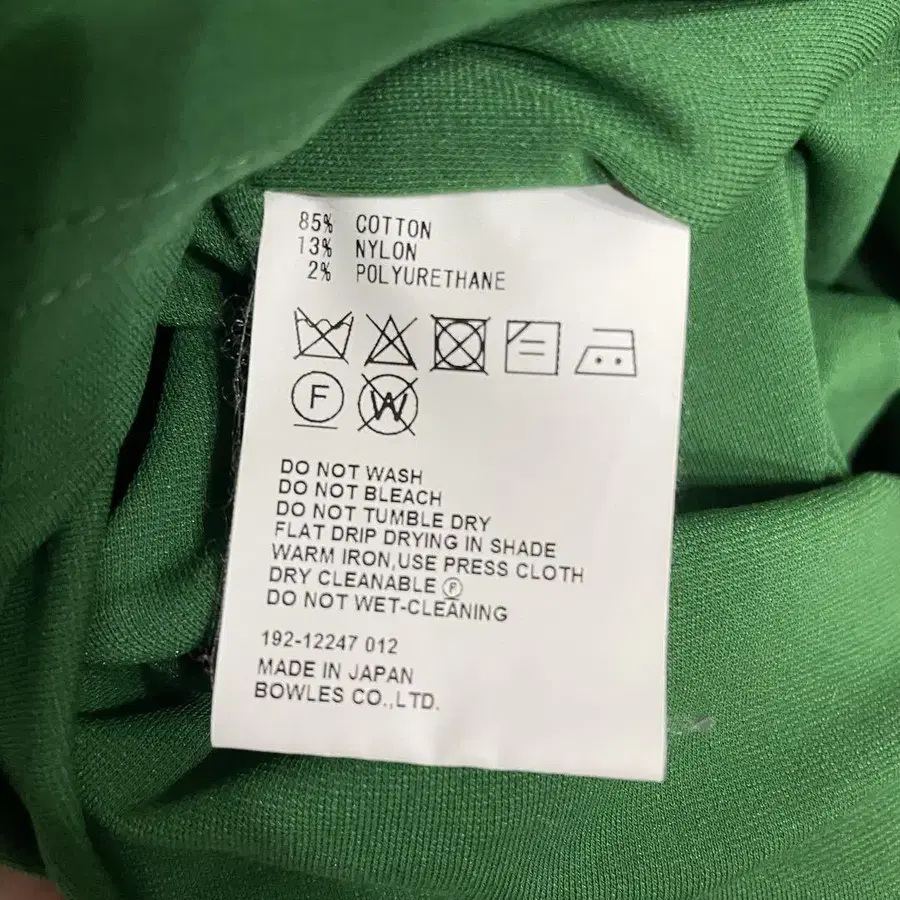 85% COTTON
13% NYLON
2% POLYURETHANE
F W
DO NOT WASH
DO NOT BLEACH
DO NOT TUMBLE DRY
FLAT DRIP DRYING IN SHADE
WARM IRON,USE PRESS CLOTH
DRY CLEANABLE Ⓕ
DO NOT WET-CLEANING
192-12247 012
MADE IN JAPAN
BOWLES CO.,LTD.